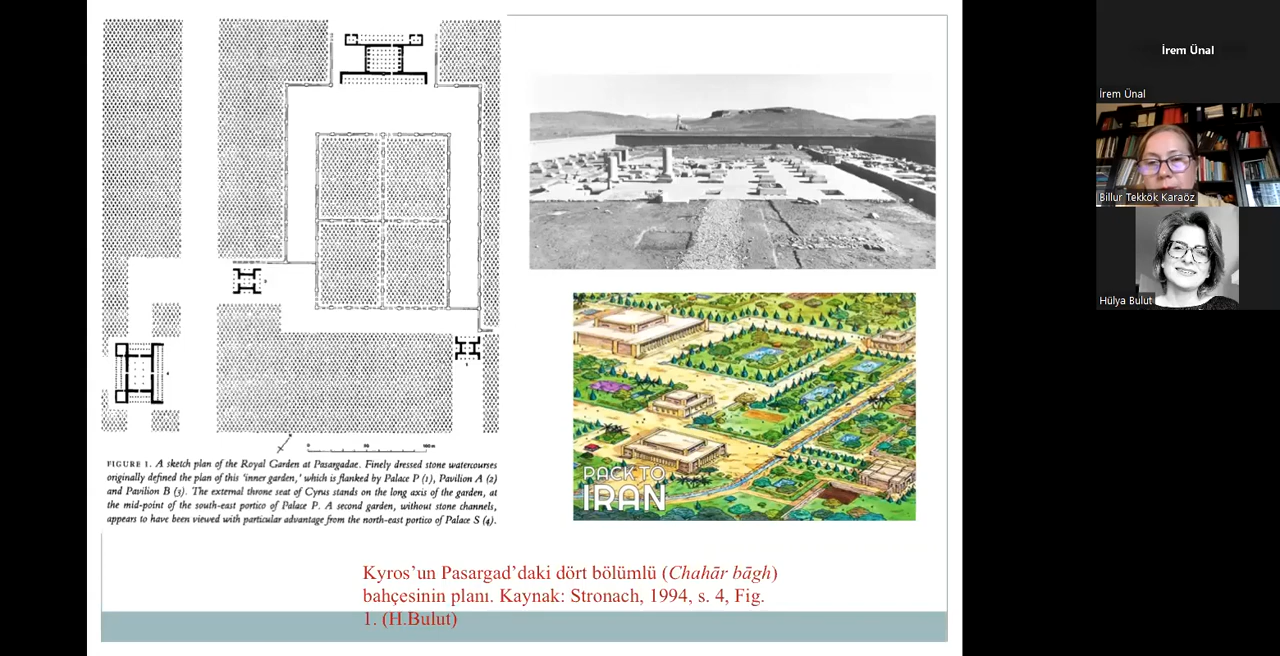 FIGURE 1. A sketch plan of the Royal Garden at Pasargadae. Finely dressed stone watercourses
originally defined the plan of this 'inner garden,' which is flanked by Palace P (1), Pavilion A (2)
and Pavilion B (3). The external throne seat of Cyrus stands on the long axis of the garden, at
the mid-point of the south-east portico of Palace P. A second garden, without stone channels,
appears to have been viewed with particular advantage from the north-east portico of Palace S (4).
BACK TO
IRAN
Kyros'un Pasargad'daki dört bölümlü (Chahār bāgh)
bahçesinin planı. Kaynak: Stronach, 1994, s. 4, Fig.
1. (H.Bulut)
İrem Ünal
İrem Ünal
Billur Tekkök Karaöz
Hülya Bulut